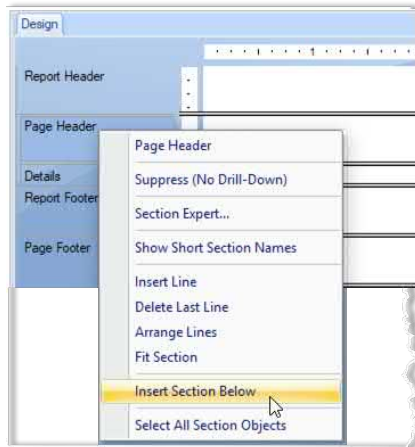 Design
1
Report Header
Page Header
Details
Report Footer
Page Footer
Page Header
Suppress (No Drill-Down)
Section Expert...
Show Short Section Names
Insert Line
Delete Last Line
Arrange Lines
Fit Section
Insert Section Below
Select All Section Objects